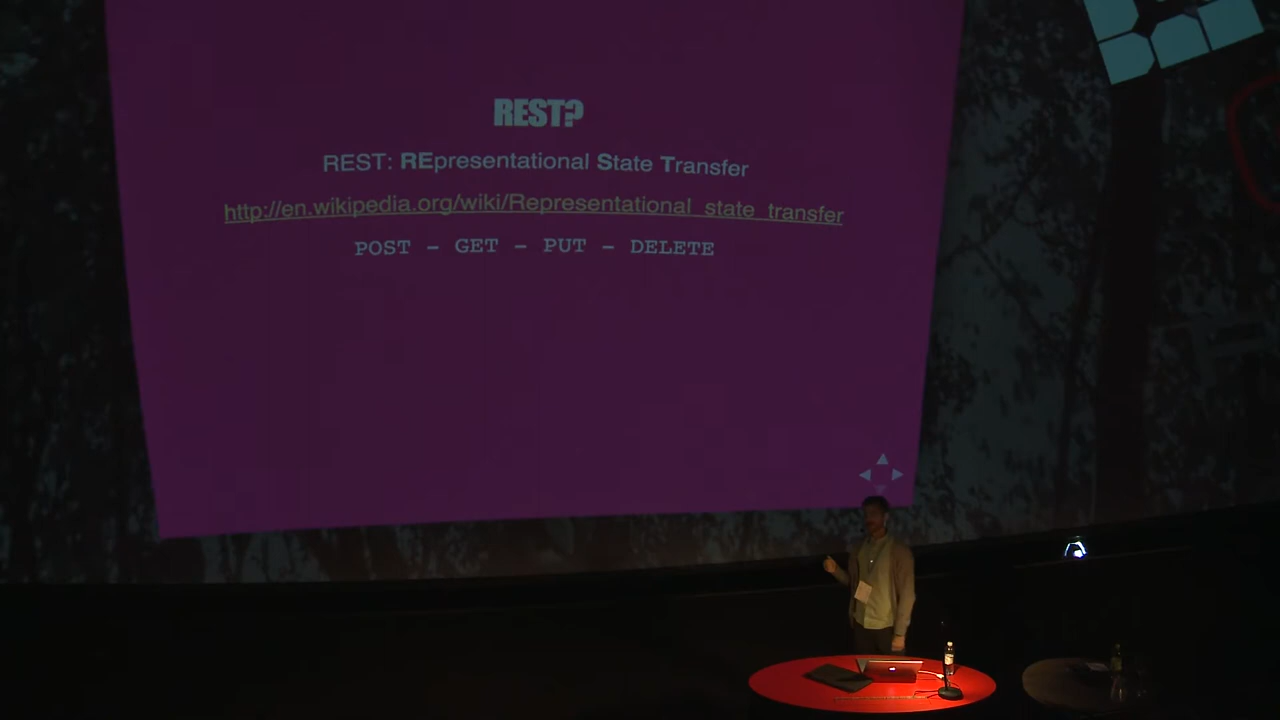 REST?
REST: REpresentational State Transfer
http://en.wikipedia.org/wiki/Representational_state_transfer
POST – GET – PUT – DELETE